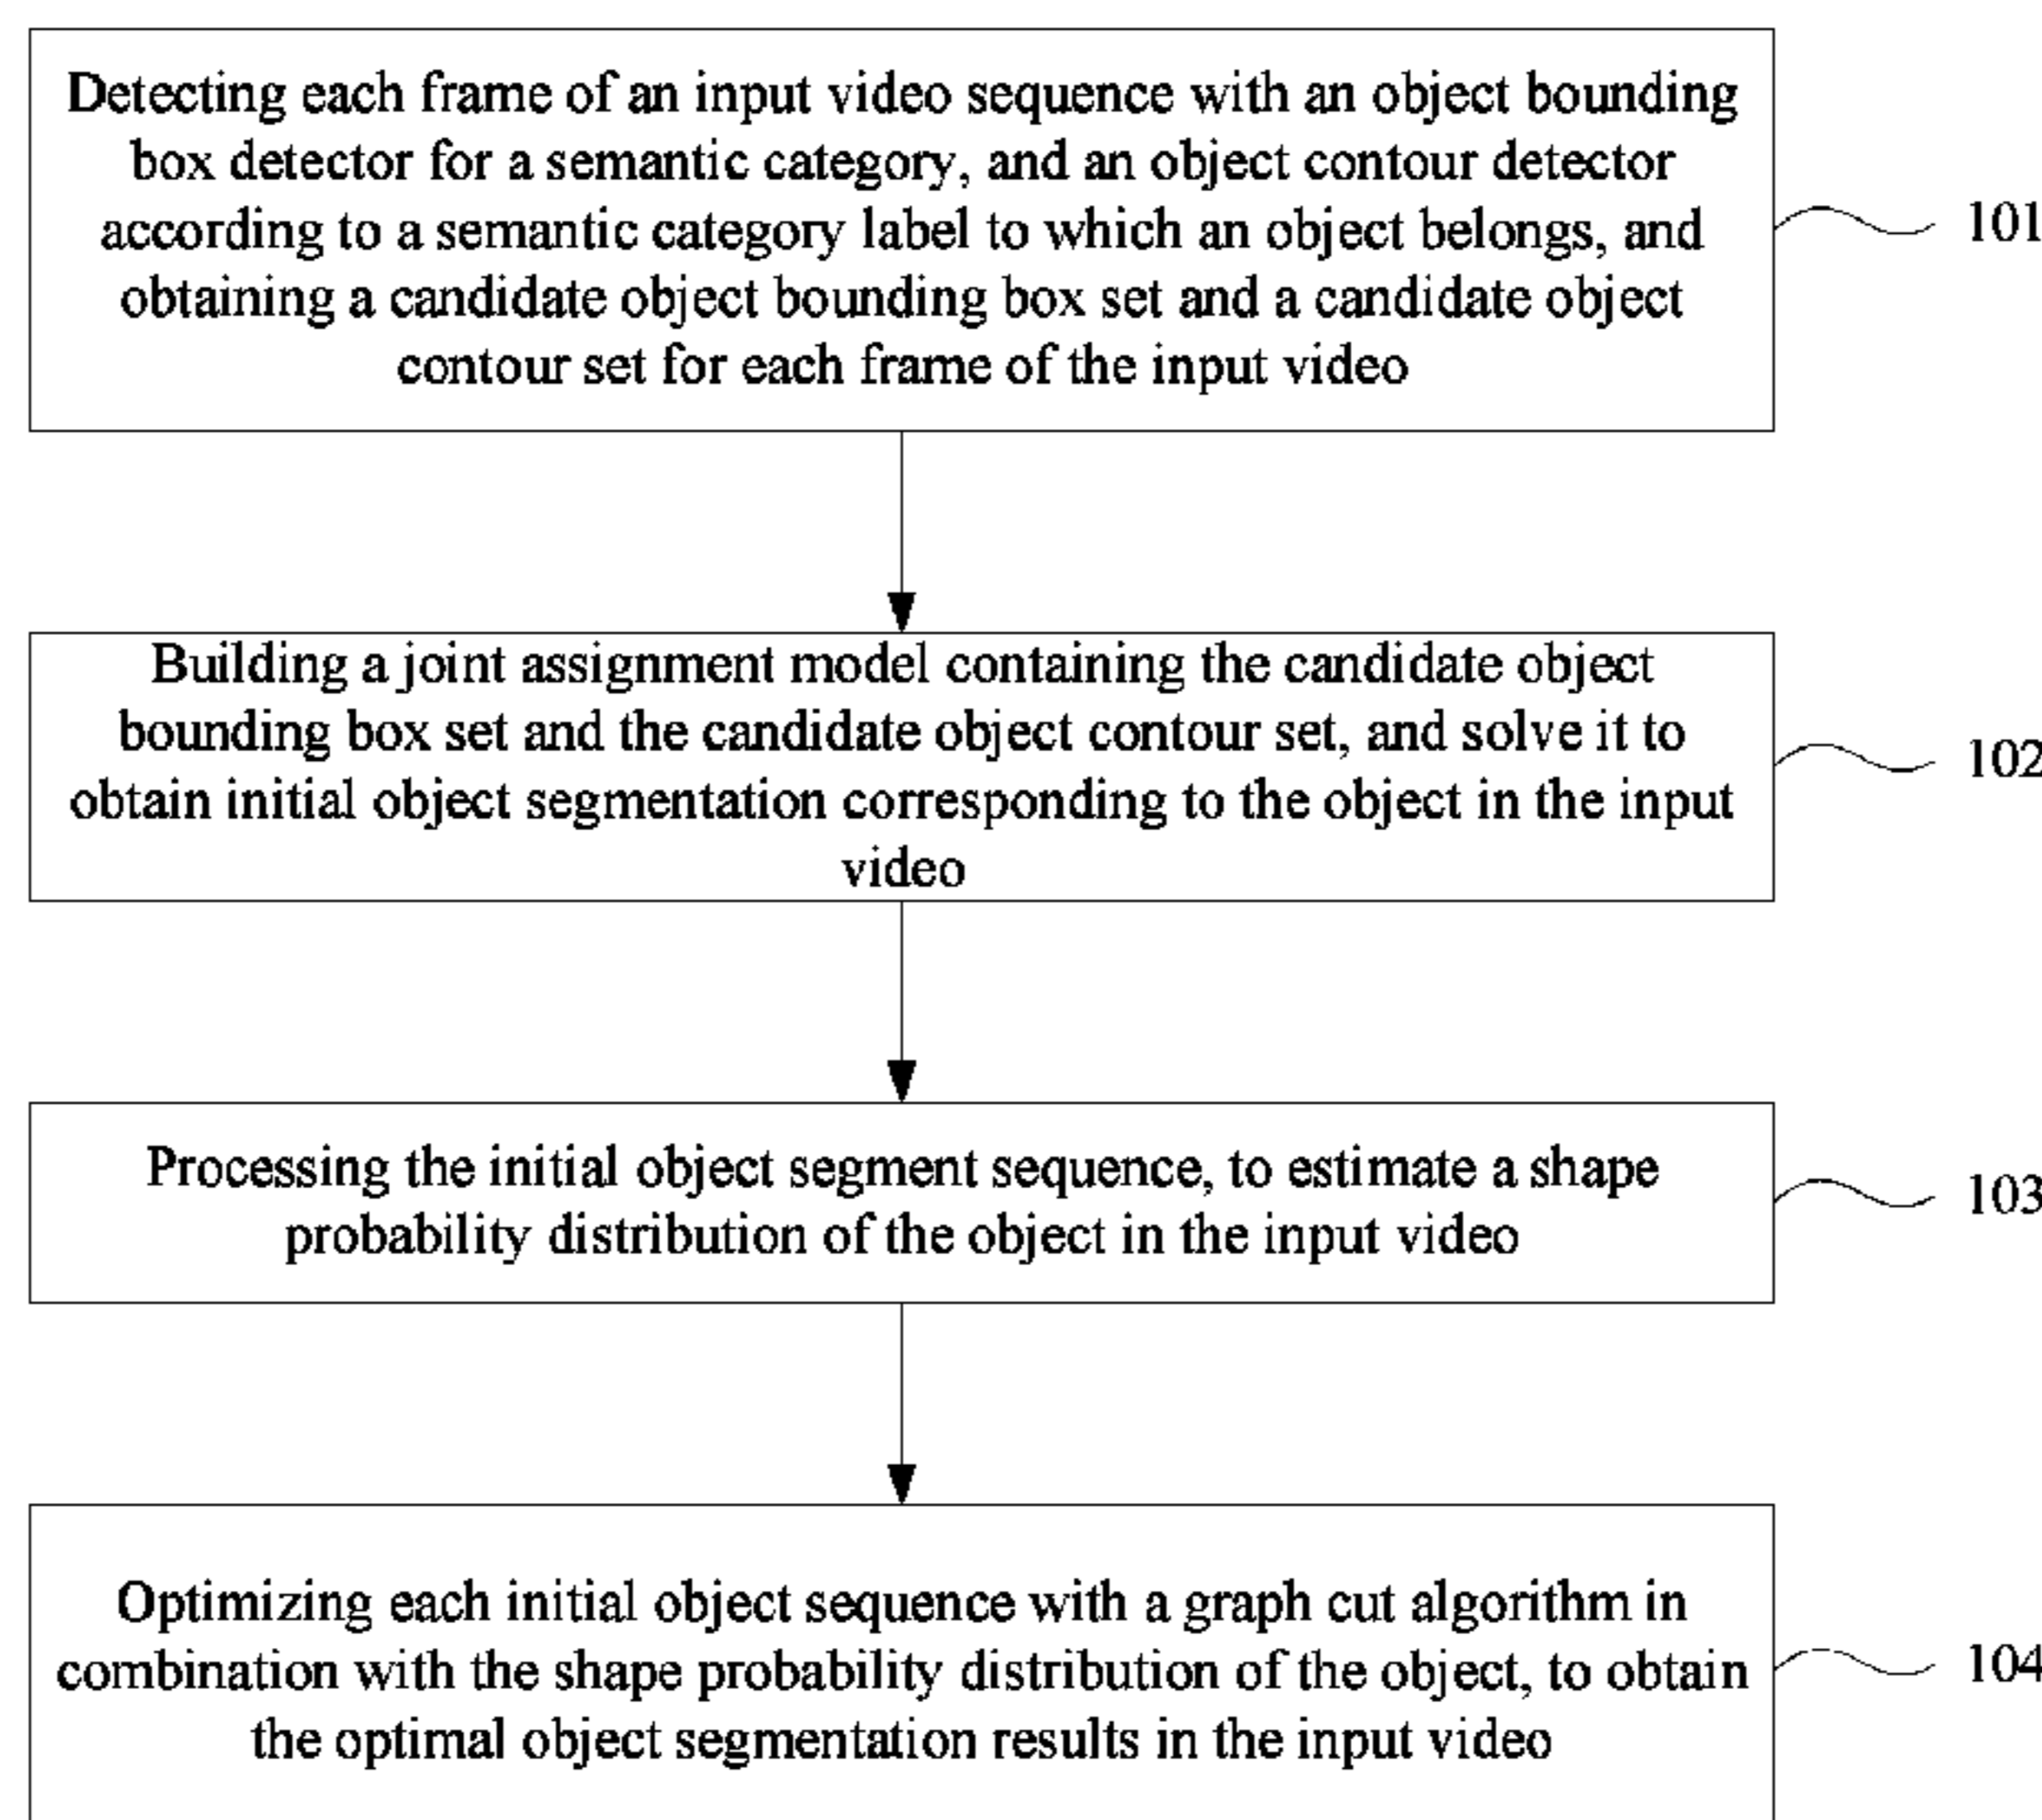 Detecting each frame of an input video sequence with an object bounding
box detector for a semantic category, and an object contour detector
according to a semantic category label to which an object belongs, and
obtaining a candidate object bounding box set and a candidate object
contour set for each frame of the input video
101
Building a joint assignment model containing the candidate object
bounding box set and the candidate object contour set, and solve it to
obtain initial object segmentation corresponding to the object in the input
video
102
Processing the initial object segment sequence, to estimate a shape
probability distribution of the object in the input video
103
Optimizing each initial object sequence with a graph cut algorithm in
combination with the shape probability distribution of the object, to obtain
the optimal object segmentation results in the input video
104